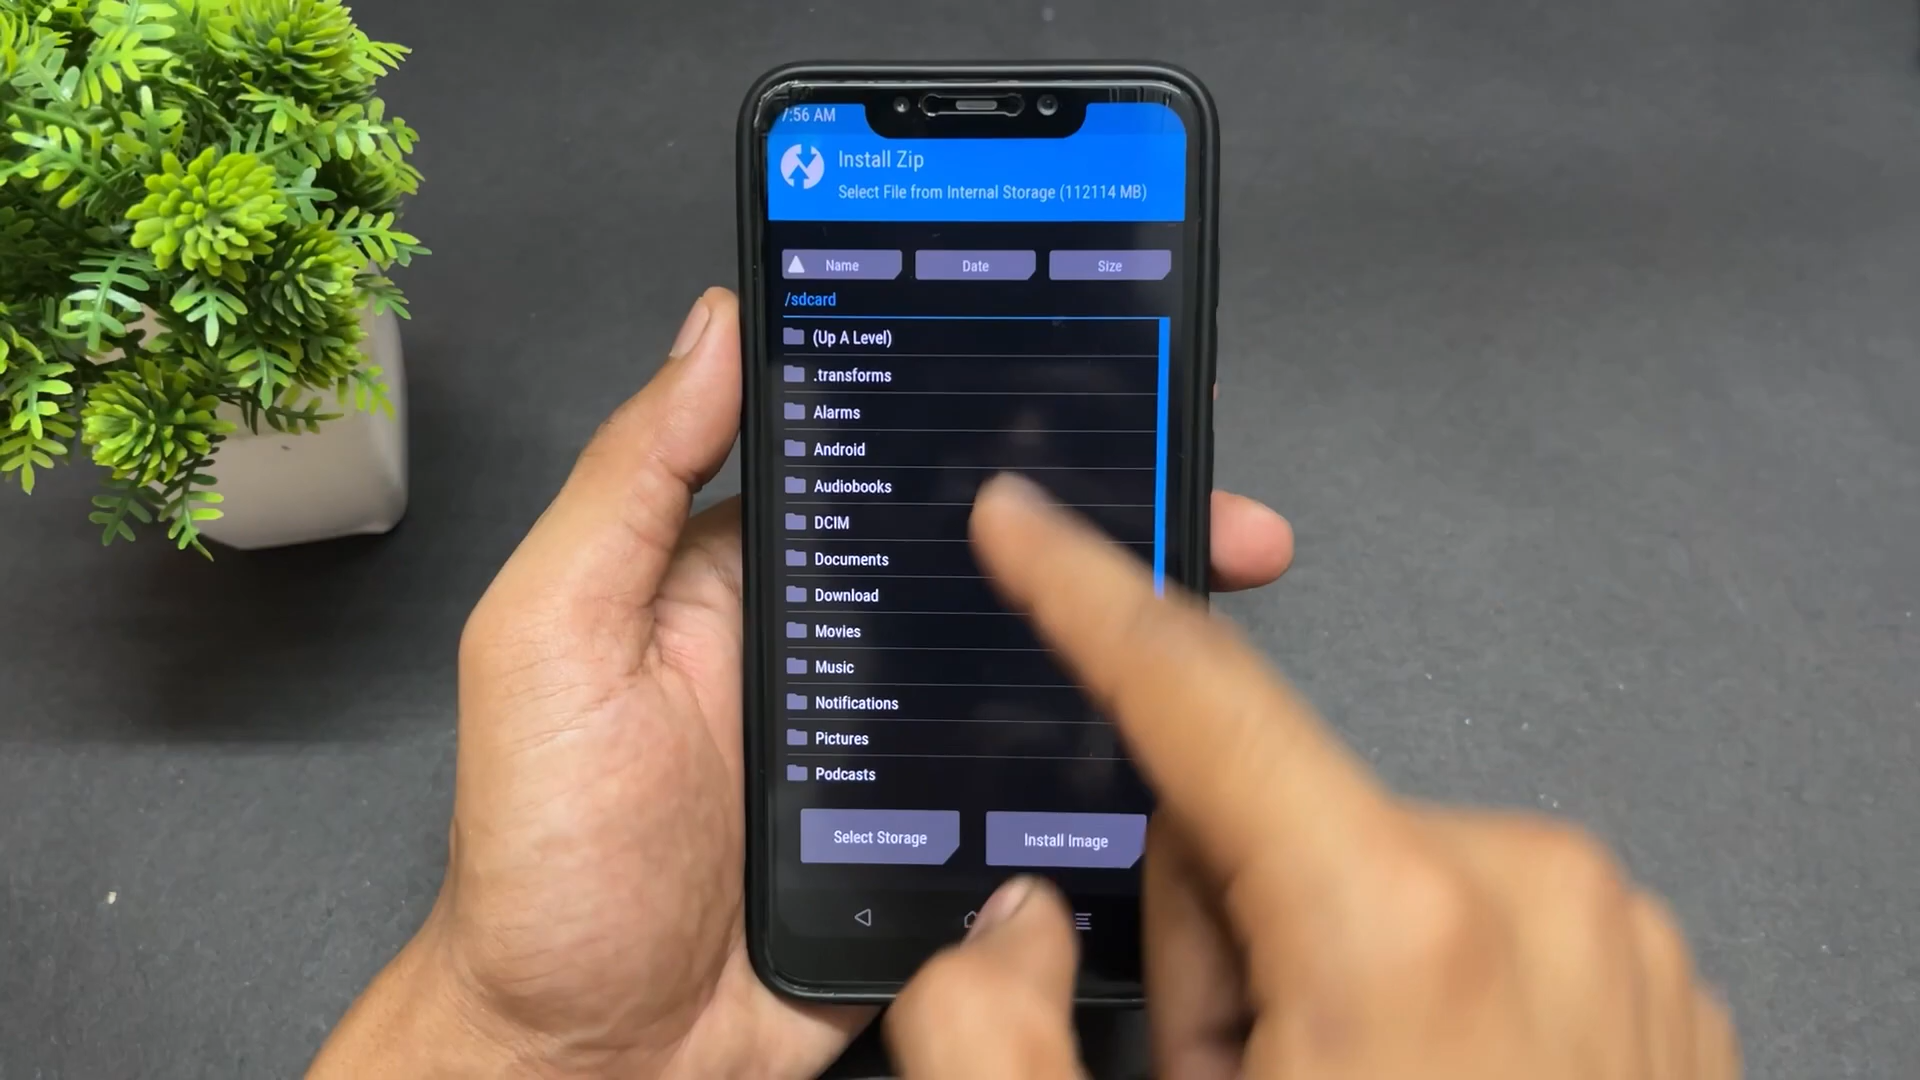 7:56 AM
Install Zip
Select File from Internal Storage (112114 MB)
Name Date Size
/sdcard
(Up A Level)
.transforms
Alarms
Android
Audiobooks
DCIM
Documents
Download
Movies
Music
Notifications
Pictures
Podcasts
Select Storage Install Image